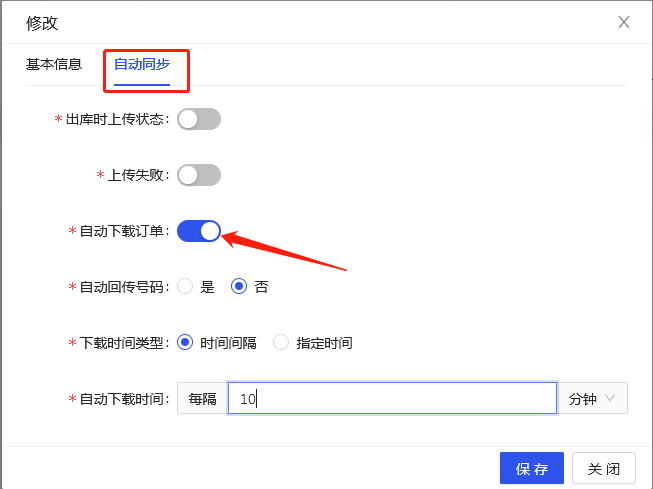 修改
基本信息 自动同步
*出库时上传状态:
*上传失败:
*自动下载订单:
*自动回传号码: 是 否
*下载时间类型: 时间间隔 指定时间
*自动下载时间: 每隔 10 分钟
保存 关闭